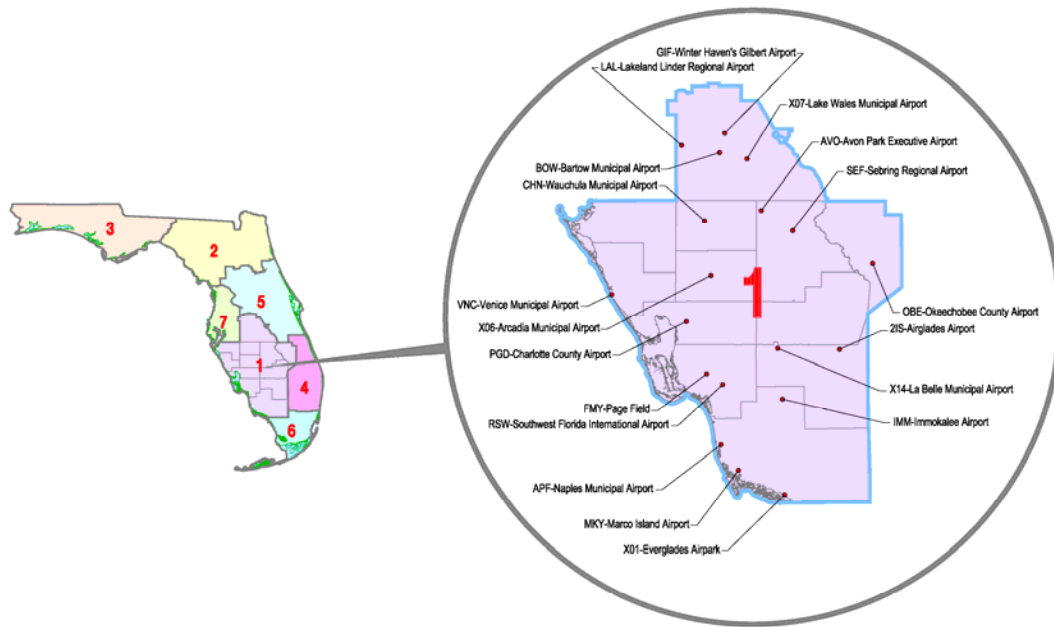 GIF-Winter Haven's Gilbert Airport
LAL-Lakeland Linder Regional Airport
X07-Lake Wales Municipal Airport
AVO-Avon Park Executive Airport
BOW-Bartow Municipal Airport
SEF-Sebring Regional Airport
CHN-Wauchula Municipal Airport
3
2
5
7
1
4
6
1
VNC-Venice Municipal Airport
OBE-Okeechobee County Airport
X06-Arcadia Municipal Airport
2IS-Airglades Airport
PGD-Charlotte County Airport
X14-La Belle Municipal Airport
FMY-Page Field
IMM-Immokalee Airport
RSW-Southwest Florida International Airport
APF-Naples Municipal Airport
MKY-Marco Island Airport
X01-Everglades Airpark